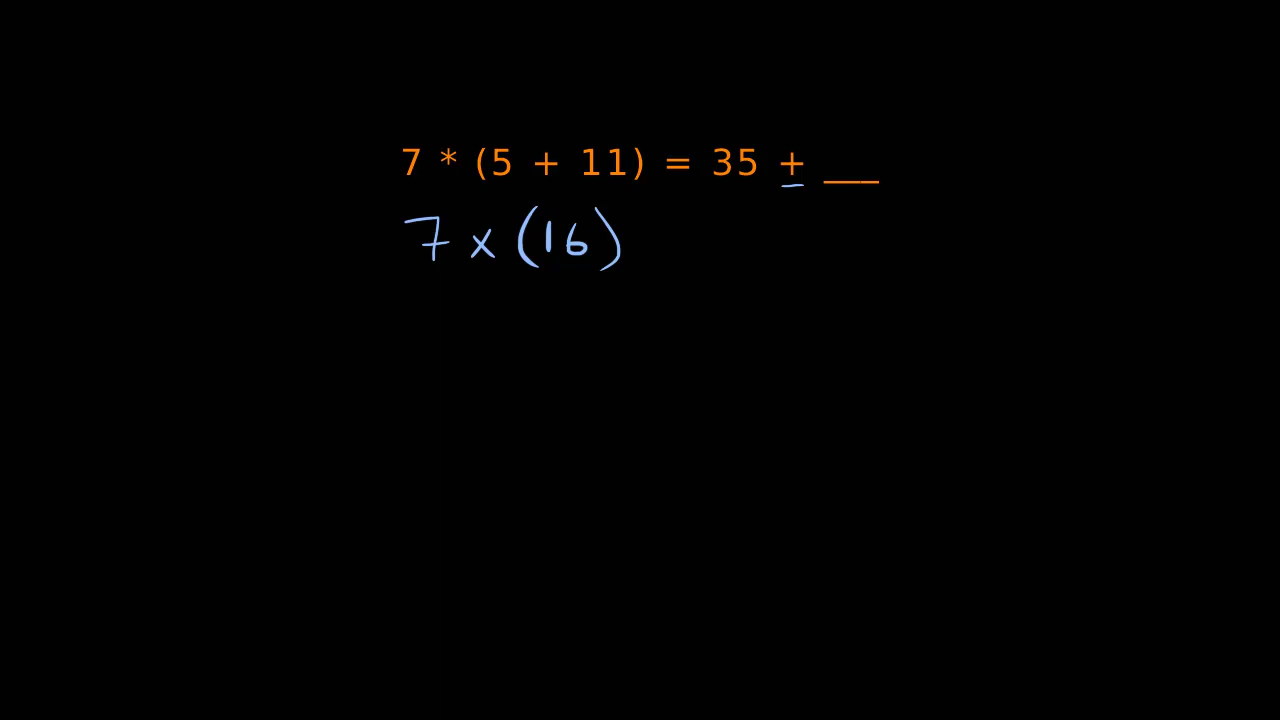 7 * (5 + 11) = 35 + ___
7 x (16)